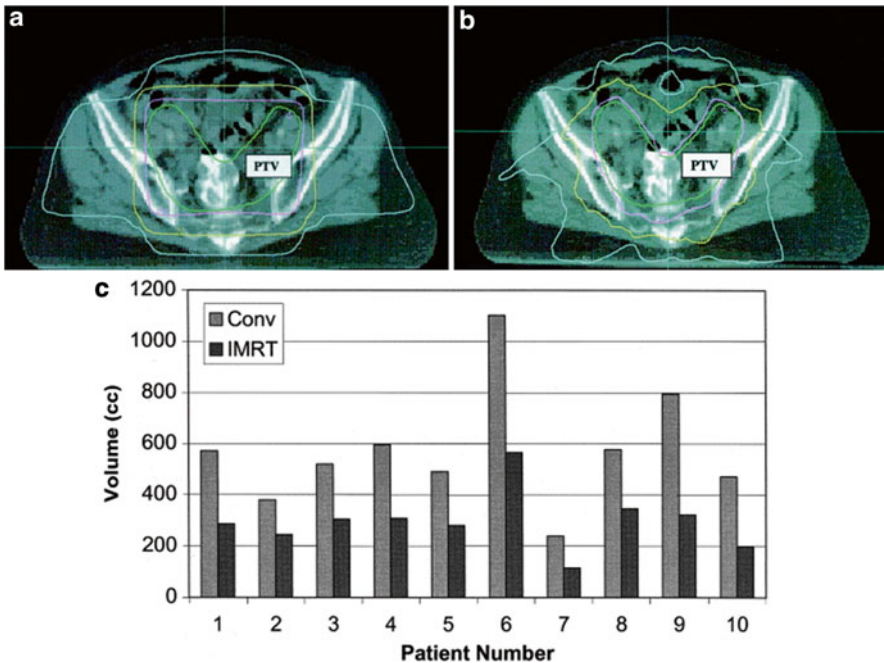 a
b
PTV
PTV
c
1200
1000
800
600
400
200
0
Volume (cc)
Conv
IMRT
1 2 3 4 5 6 7 8 9 10
Patient Number